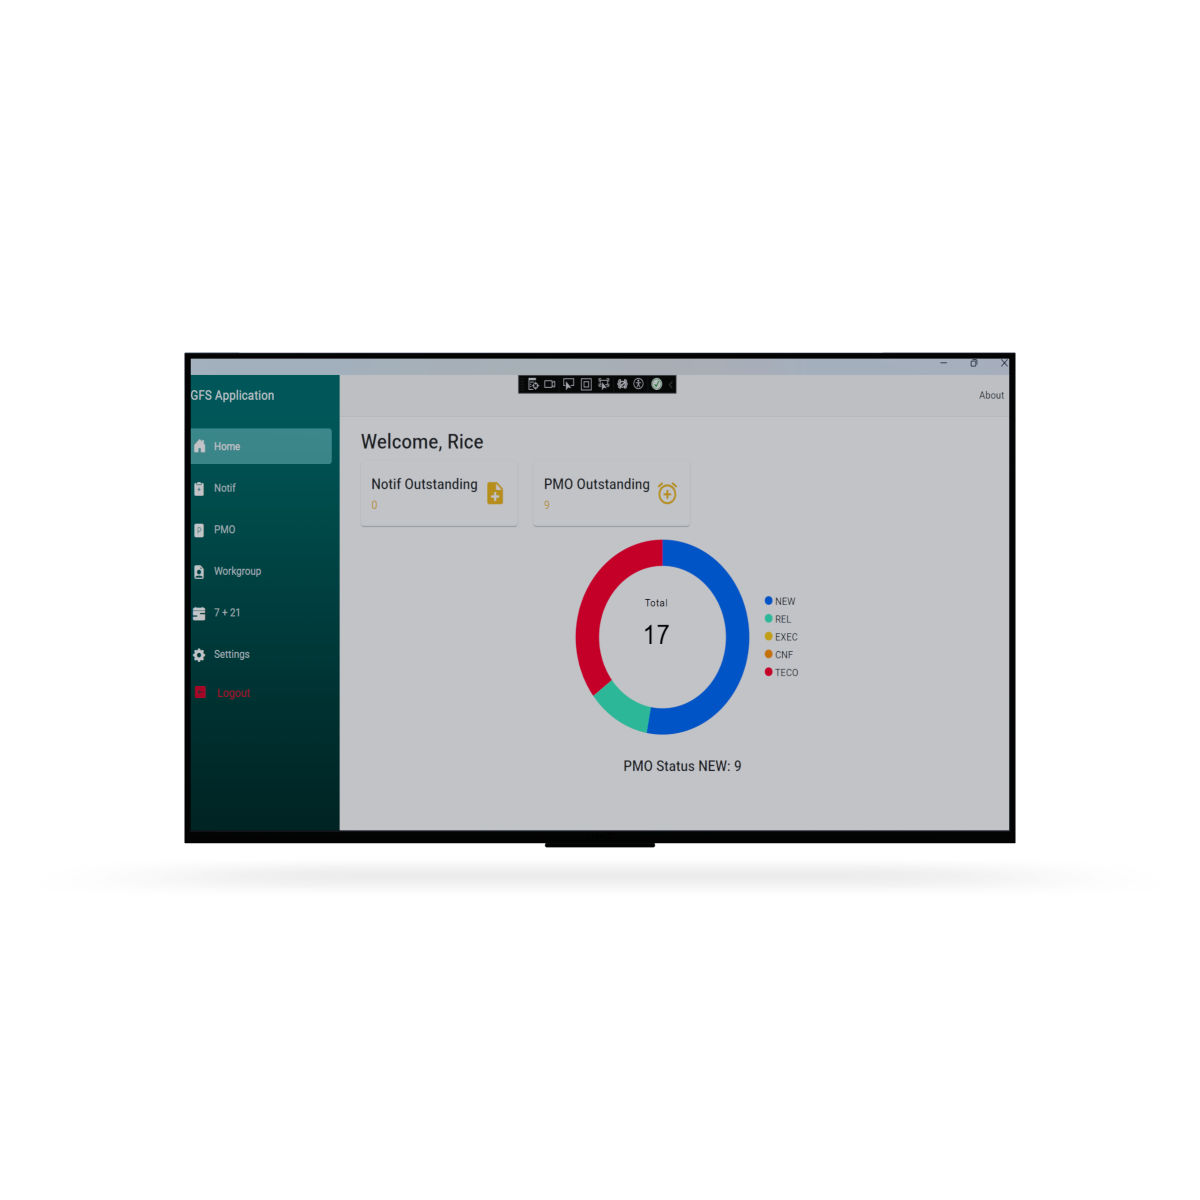 GFS Application
About
Home
Notif
PMO
Workgroup
7 + 21
Settings
Logout
Welcome, Rice
Notif Outstanding
0
PMO Outstanding
9
Total
17
NEW
REL
EXEC
CNF
TECO
PMO Status NEW: 9